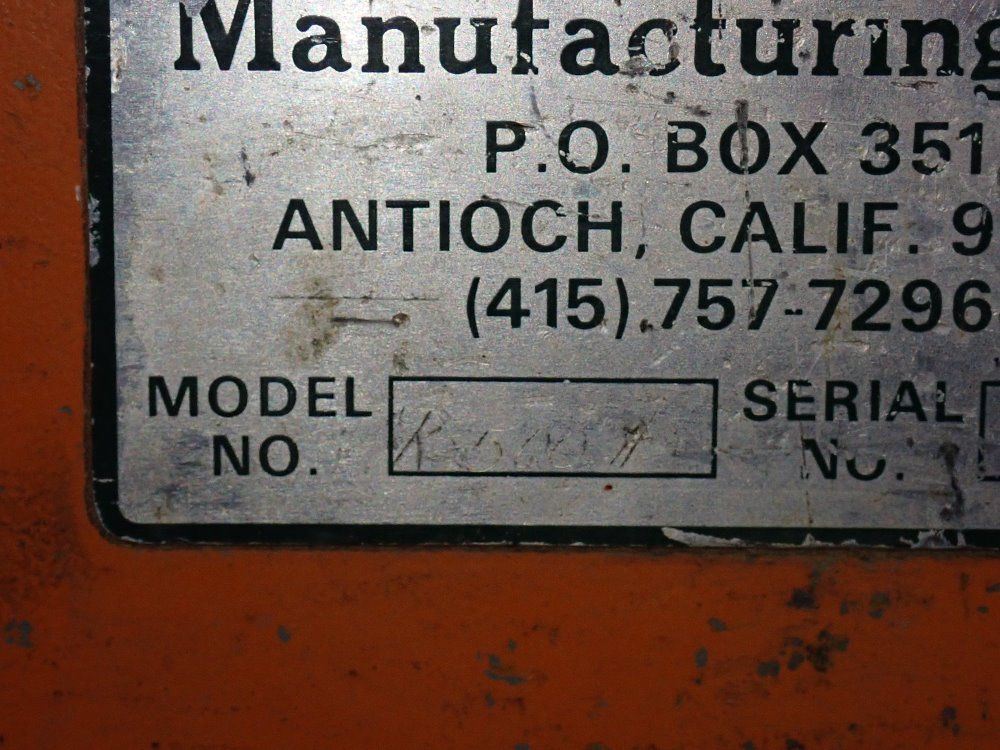 Manufacturing
P.O. BOX 351,
ANTIOCH, CALIF. 9
(415) 757-7296
MODEL NO.
SERIAL NO.